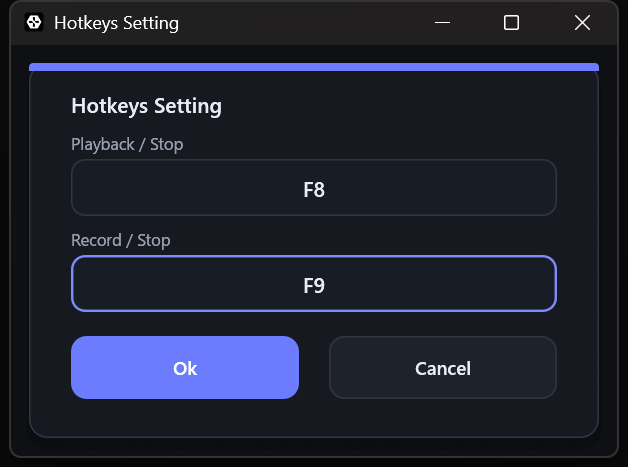 Hotkeys Setting
Hotkeys Setting
Playback / Stop
F8
Record / Stop
F9
Ok
Cancel